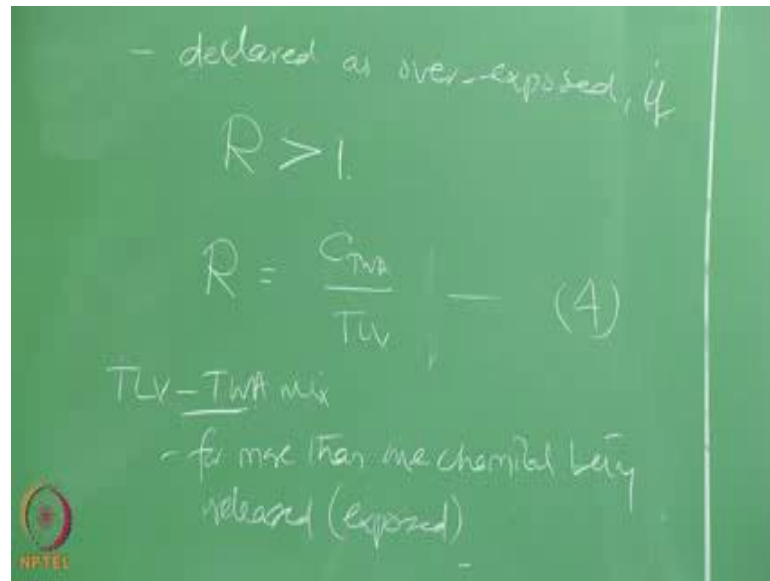 - declared as over-exposed, if
R > 1.
R = C_TWA / TLV — (4)
TLV - TWA mix
- for more than one chemical being
released (exposed)
NPTEL